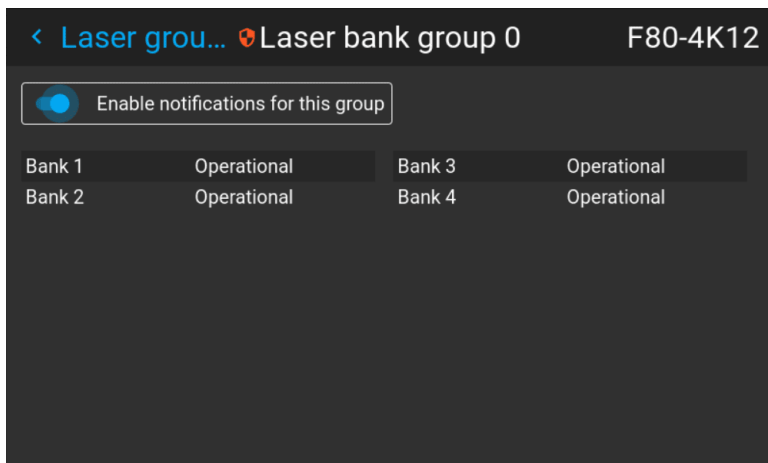 Laser grou... Laser bank group 0 F80-4K12
Enable notifications for this group
Bank 1 Operational Bank 3 Operational
Bank 2 Operational Bank 4 Operational